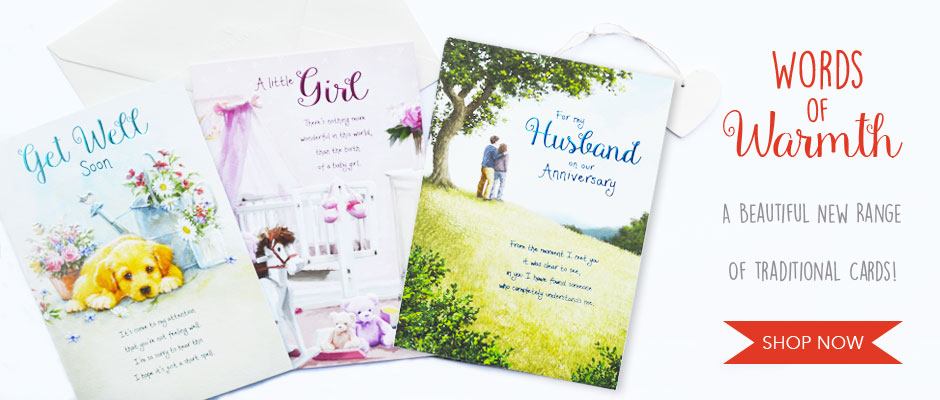 Get Well
Soon
It's come to my attention
that you're not feeling well.
I'm so sorry to hear this
I hope it's just a short spell.
A little
Girl
There's nothing more
wonderful in this world,
than the birth
of a baby girl.
For my
Husband
on our
Anniversary
From the moment I met you
it was clear to see,
in you I have found someone
who completely understands me.
WORDS
OF
Warmth
A BEAUTIFUL NEW RANGE
OF TRADITIONAL CARDS!
SHOP NOW